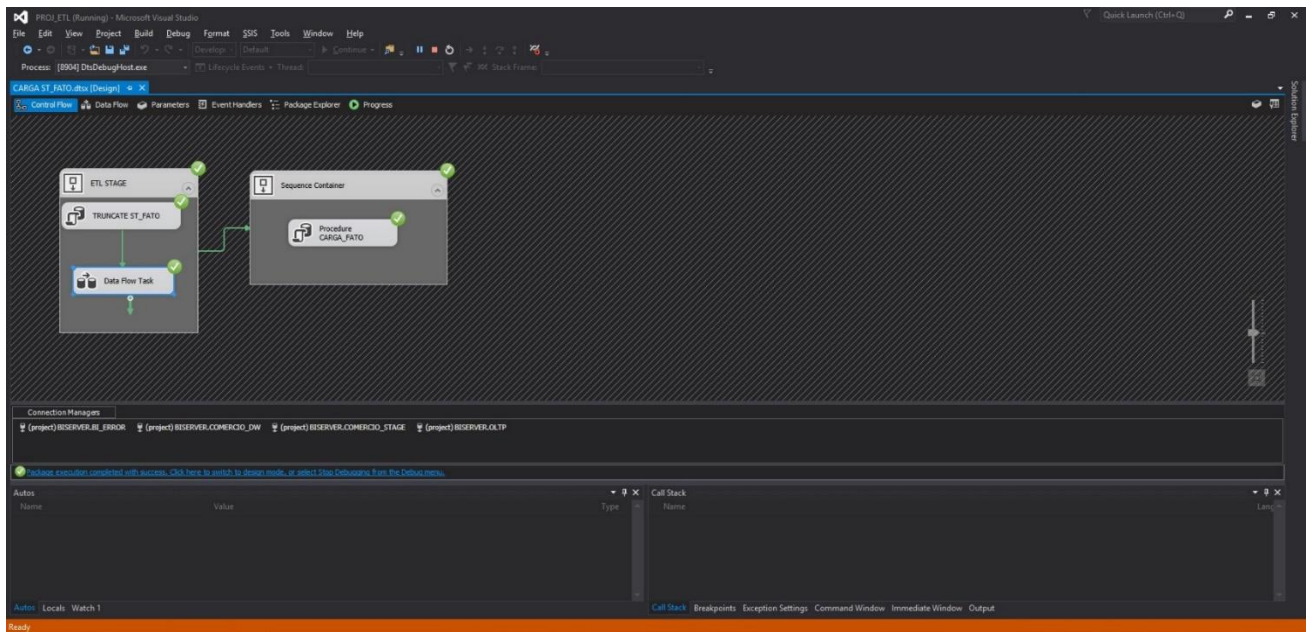 PROJ_ETL (Running) - Microsoft Visual Studio
Quick Launch (Ctrl+Q)
File Edit View Project Build Debug Format SSIS Tools Window Help
Develop Default Continue
Process: [8904] DtsDebugHost.exe Lifecycle Events Thread: Stack Frame:
CARGA ST_FATO.dtsx [Design]
Control Flow Data Flow Parameters Event Handlers Package Explorer Progress
Solution Explorer
ETL STAGE
TRUNCATE ST_FATO
Data Flow Task
Sequence Container
Procedure
CARGA_FATO
Connection Managers
(project) BISERVER.BI_ERROR (project) BISERVER.COMERCIO_DW (project) BISERVER.COMERCIO_STAGE (project) BISERVER.OLTP
Package execution completed with success. Click here to switch to design mode, or select Stop Debugging from the Debug menu.
Autos
Name Value Type
Call Stack
Name Lang
Autos Locals Watch 1
Call Stack Breakpoints Exception Settings Command Window Immediate Window Output
Ready